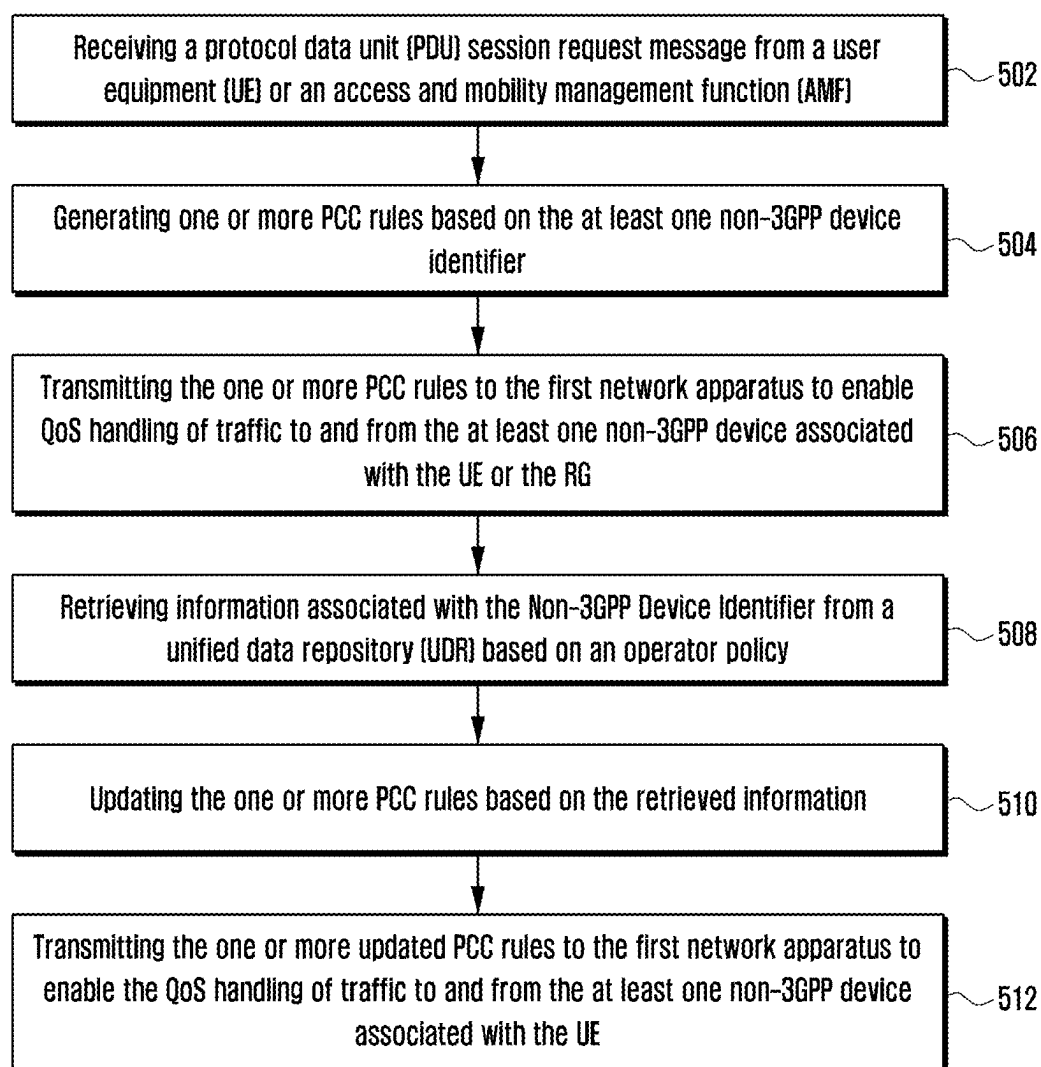 Receiving a protocol data unit (PDU) session request message from a user
equipment (UE) or an access and mobility management function (AMF)
502
Generating one or more PCC rules based on the at least one non-3GPP device
identifier
504
Transmitting the one or more PCC rules to the first network apparatus to enable
QoS handling of traffic to and from the at least one non-3GPP device associated
with the UE or the RG
506
Retrieving information associated with the Non-3GPP Device Identifier from a
unified data repository (UDR) based on an operator policy
508
Updating the one or more PCC rules based on the retrieved information
510
Transmitting the one or more updated PCC rules to the first network apparatus to
enable the QoS handling of traffic to and from the at least one non-3GPP device
associated with the UE
512